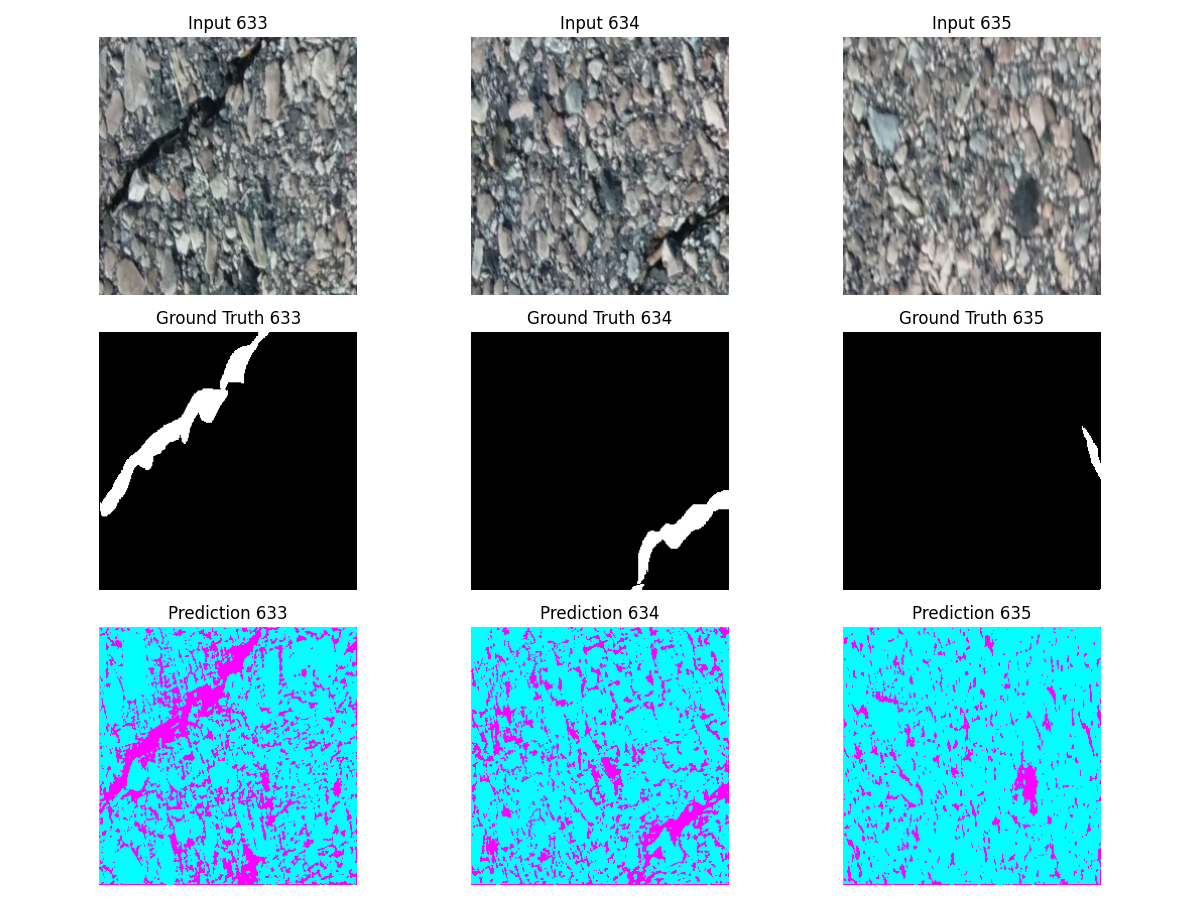 Input 633
Input 634
Input 635
Ground Truth 633
Ground Truth 634
Ground Truth 635
Prediction 633
Prediction 634
Prediction 635